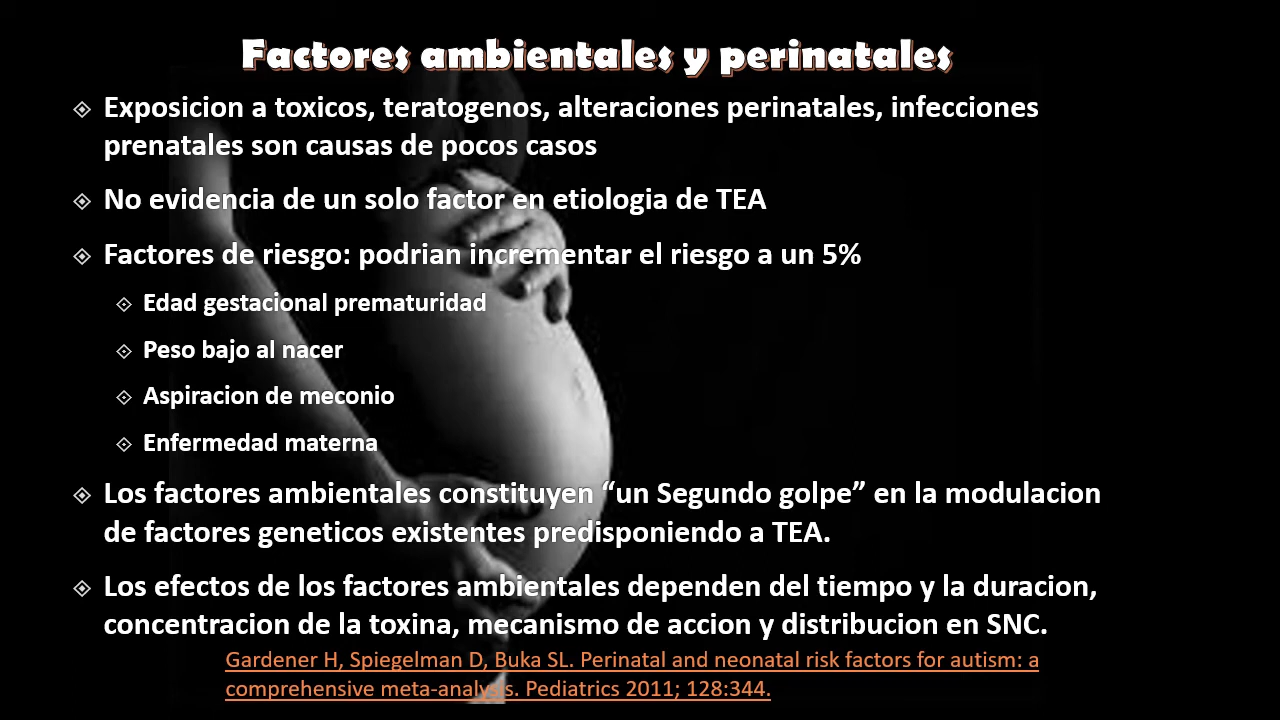 Factores ambientales y perinatales
Exposicion a toxicos, teratogenos, alteraciones perinatales, infecciones
prenatales son causas de pocos casos
No evidencia de un solo factor en etiologia de TEA
Factores de riesgo: podrian incrementar el riesgo a un 5%
Edad gestacional prematuridad
Peso bajo al nacer
Aspiracion de meconio
Enfermedad materna
Los factores ambientales constituyen “un Segundo golpe” en la modulacion
de factores geneticos existentes predisponiendo a TEA.
Los efectos de los factores ambientales dependen del tiempo y la duracion,
concentracion de la toxina, mecanismo de accion y distribucion en SNC.
Gardener H, Spiegelman D, Buka SL. Perinatal and neonatal risk factors for autism: a
comprehensive meta-analysis. Pediatrics 2011; 128:344.